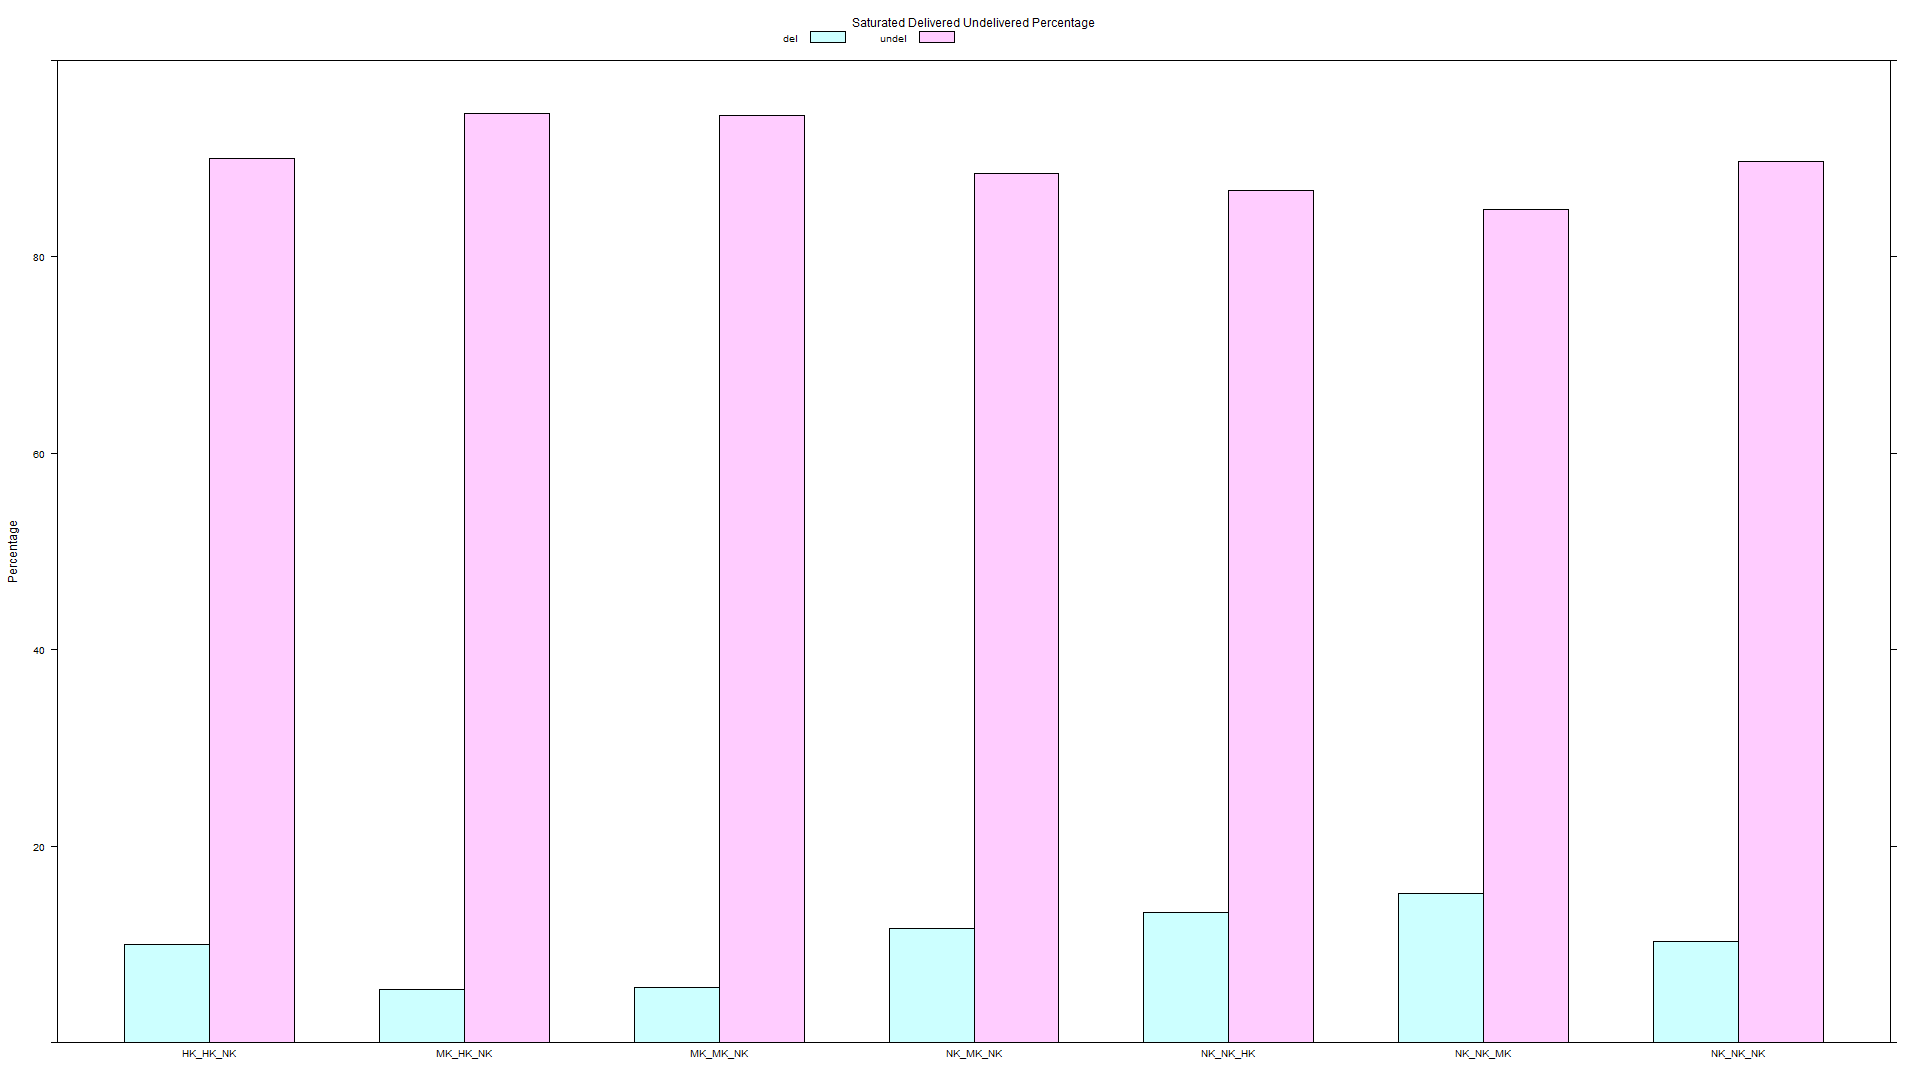 Saturated Delivered Undelivered Percentage
del undel
80
60
Percentage
40
20
HK_HK_NK MK_HK_NK MK_MK_NK NK_MK_NK NK_NK_HK NK_NK_MK NK_NK_NK